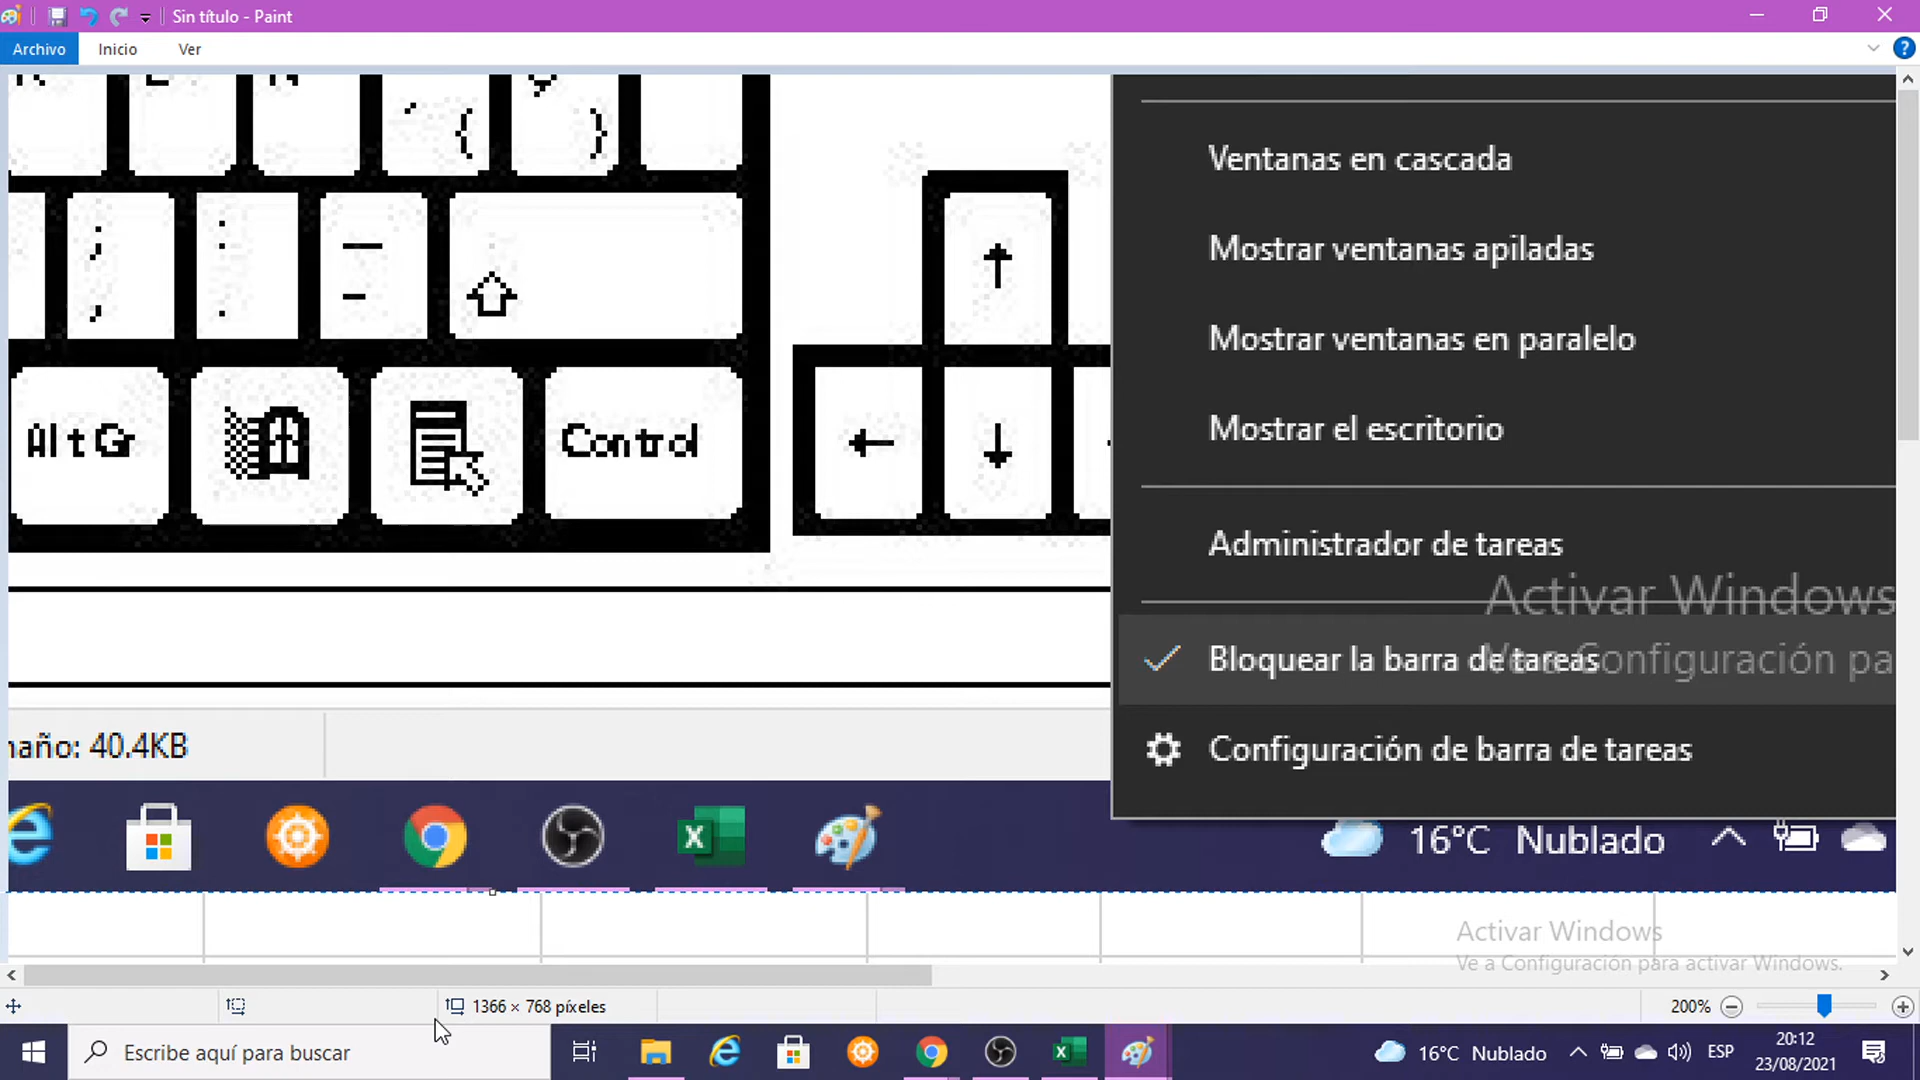 Sin título - Paint
Archivo Inicio Ver
{ }
; :
, .
AltGr Control
Ventanas en cascada
Mostrar ventanas apiladas
Mostrar ventanas en paralelo
Mostrar el escritorio
Administrador de tareas
Activar Windows
Bloquear la barra de tareas
Configuración pa
Configuración de barra de tareas
maño: 40.4KB
16°C Nublado
Activar Windows
Ve a Configuración para activar Windows.
1366 × 768 píxeles
200%
Escribe aquí para buscar
16°C Nublado
ESP
20:12
23/08/2021